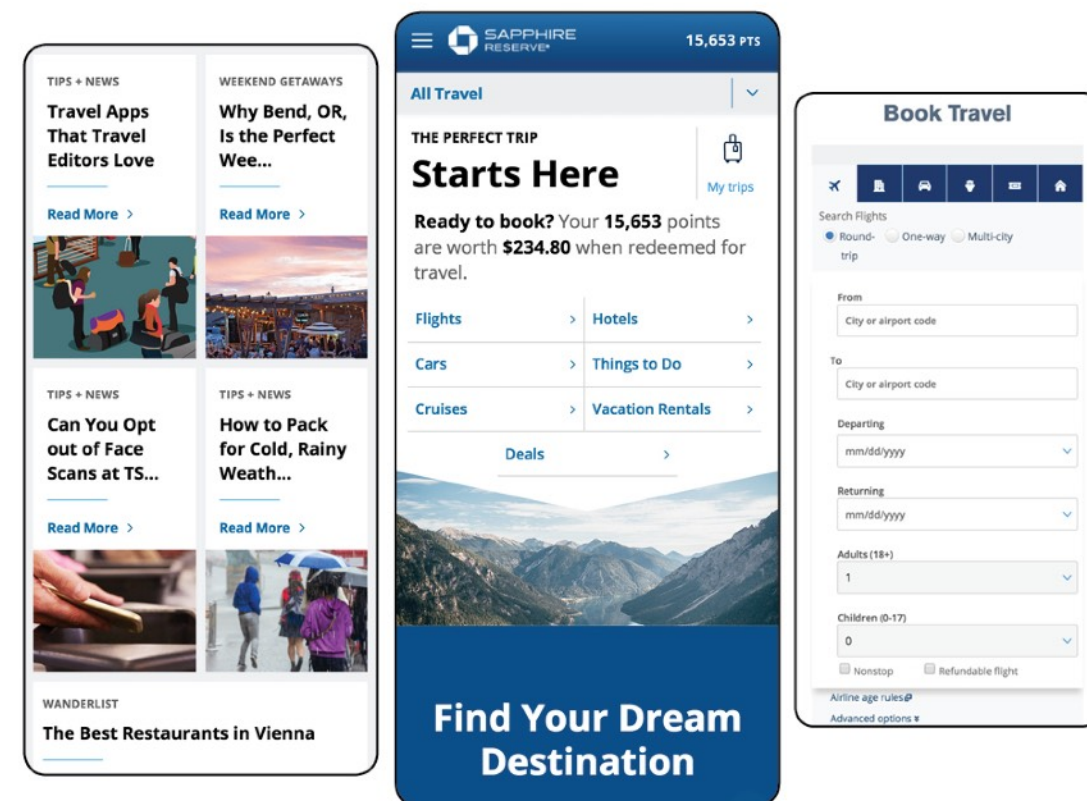 TIPS + NEWS
Travel Apps
That Travel
Editors Love
Read More >
WEEKEND GETAWAYS
Why Bend, OR,
Is the Perfect
Wee...
Read More >
TIPS + NEWS
Can You Opt
out of Face
Scans at TS...
Read More >
TIPS + NEWS
How to Pack
for Cold, Rainy
Weath...
Read More >
WANDERLIST
The Best Restaurants in Vienna
SAPPHIRE
RESERVE®
15,653 PTS
All Travel
THE PERFECT TRIP
Starts Here
My trips
Ready to book? Your 15,653 points
are worth $234.80 when redeemed for
travel.
Flights >
Hotels >
Cars >
Things to Do >
Cruises >
Vacation Rentals >
Deals >
Find Your Dream
Destination
Book Travel
Search Flights
Round-
trip
One-way
Multi-city
From
City or airport code
To
City or airport code
Departing
mm/dd/yyyy
Returning
mm/dd/yyyy
Adults (18+)
1
Children (0-17)
0
Nonstop
Refundable flight
Airline age rules
Advanced options